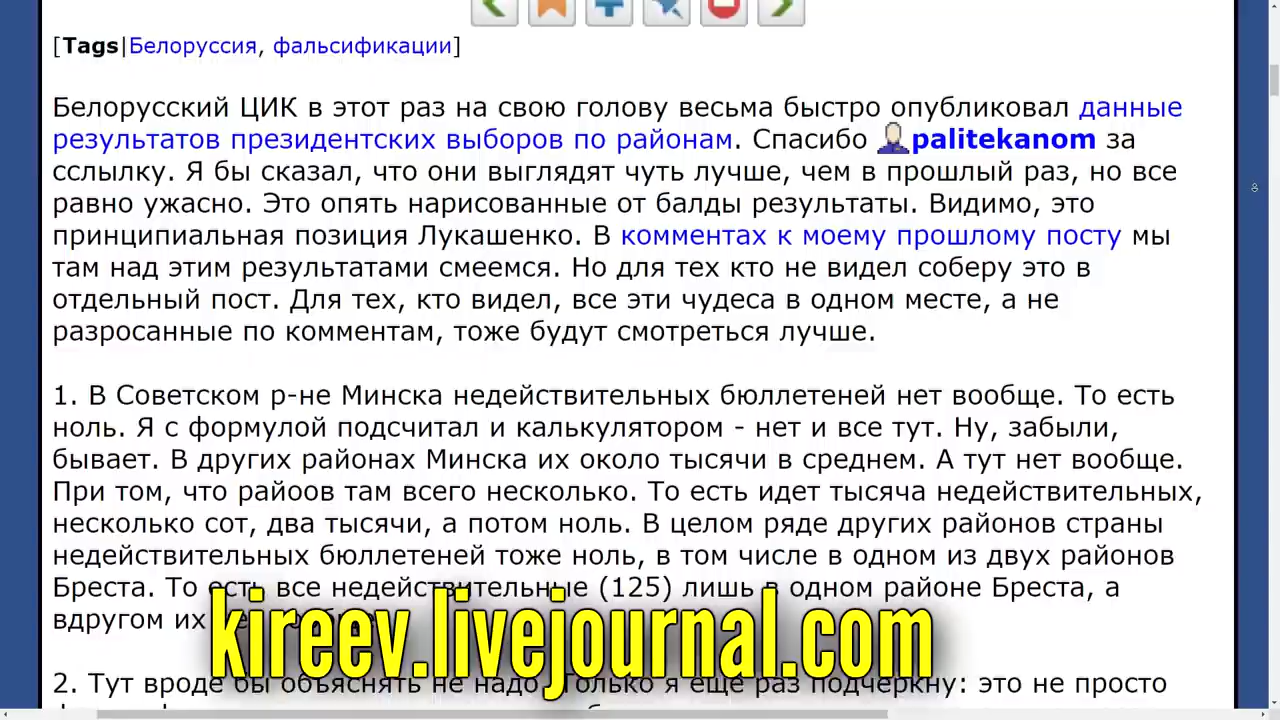 [Tags|Белоруссия, фальсификации]
Белорусский ЦИК в этот раз на свою голову весьма быстро опубликовал данные
результатов президентских выборов по районам. Спасибо palitekanom за
сслылку. Я бы сказал, что они выглядят чуть лучше, чем в прошлый раз, но все
равно ужасно. Это опять нарисованные от балды результаты. Видимо, это
принципиальная позиция Лукашенко. В комментах к моему прошлому посту мы
там над этим результатами смеемся. Но для тех кто не видел соберу это в
отдельный пост. Для тех, кто видел, все эти чудеса в одном месте, а не
разросанные по комментам, тоже будут смотреться лучше.
1. В Советском р-не Минска недействительных бюллетеней нет вообще. То есть
ноль. Я с формулой подсчитал и калькулятором - нет и все тут. Ну, забыли,
бывает. В других районах Минска их около тысячи в среднем. А тут нет вообще.
При том, что райоов там всего несколько. То есть идет тысяча недействительных,
несколько сот, два тысячи, а потом ноль. В целом ряде других районов страны
недействительных бюллетеней тоже ноль, в том числе в одном из двух районов
Бреста. То есть все недействительные (125) лишь в одном районе Бреста, а
вдругом их
kireev.livejournal.com
2. Тут вроде бы объяснять не надо. Только я еще раз подчеркну: это не просто